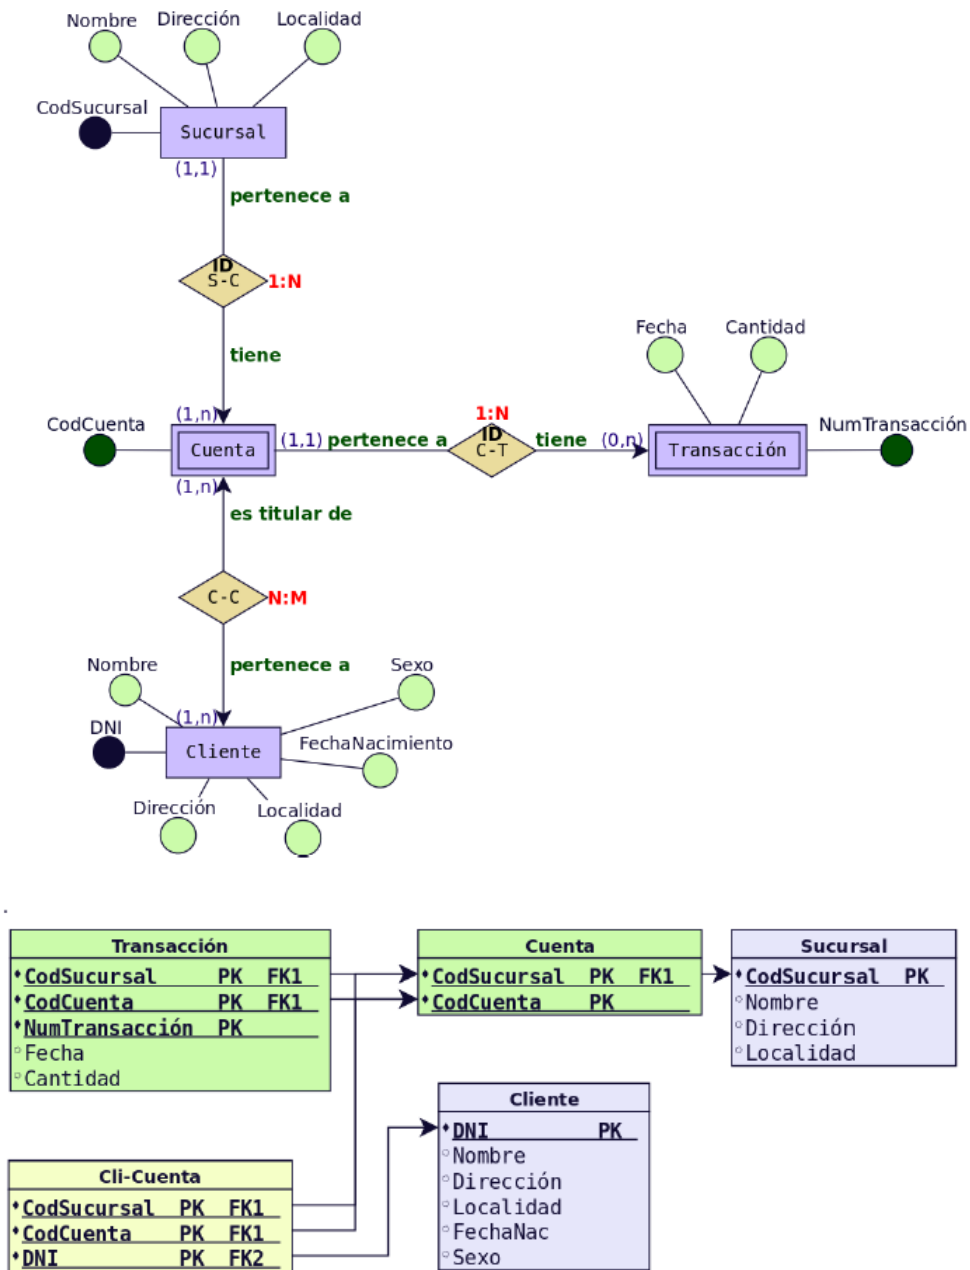 Nombre Dirección Localidad
CodSucursal
Sucursal
(1,1)
pertenece a
ID
S-C 1:N
tiene
Fecha Cantidad
(1,n) 1:N
CodCuenta NumTransacción
Cuenta (1,1) pertenece a ID C-T tiene (0,n) Transacción
(1,n)
es titular de
C-C N:M
Nombre pertenece a Sexo
(1,n)
DNI
Cliente FechaNacimiento
Dirección Localidad
.
Transacción
CodSucursal PK FK1
CodCuenta PK FK1
NumTransacción PK
Fecha
Cantidad
Cuenta
CodSucursal PK FK1
CodCuenta PK
Sucursal
CodSucursal PK
Nombre
Dirección
Localidad
Cliente
DNI PK
Nombre
Dirección
Localidad
FechaNac
Sexo
Cli-Cuenta
CodSucursal PK FK1
CodCuenta PK FK1
DNI PK FK2